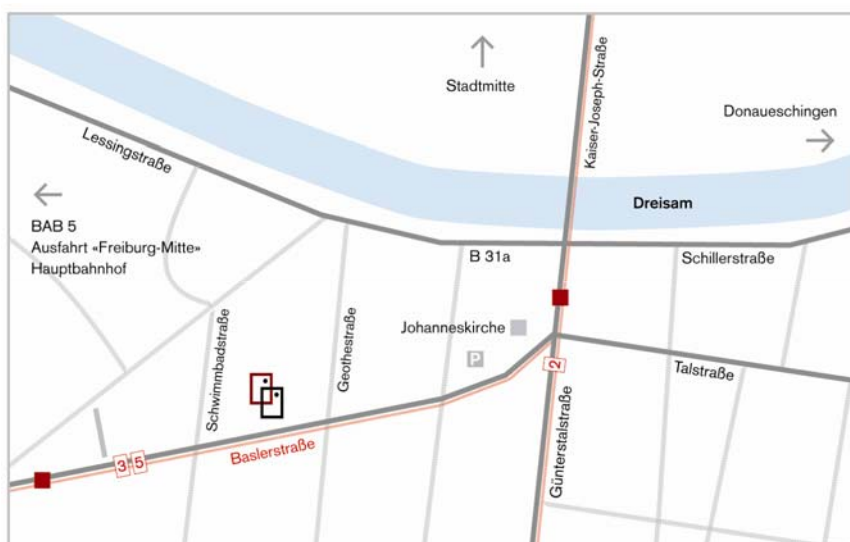 Stadtmitte
Kaiser-Joseph-Straße
Donaueschingen
Lessingstraße
Dreisam
BAB 5
Ausfahrt «Freiburg-Mitte»
Hauptbahnhof
B 31a
Schillerstraße
Schwimmbadstraße
Geothestraße
Johanneskirche
P
2
Talstraße
Günterstalstraße
Baslerstraße
3 5